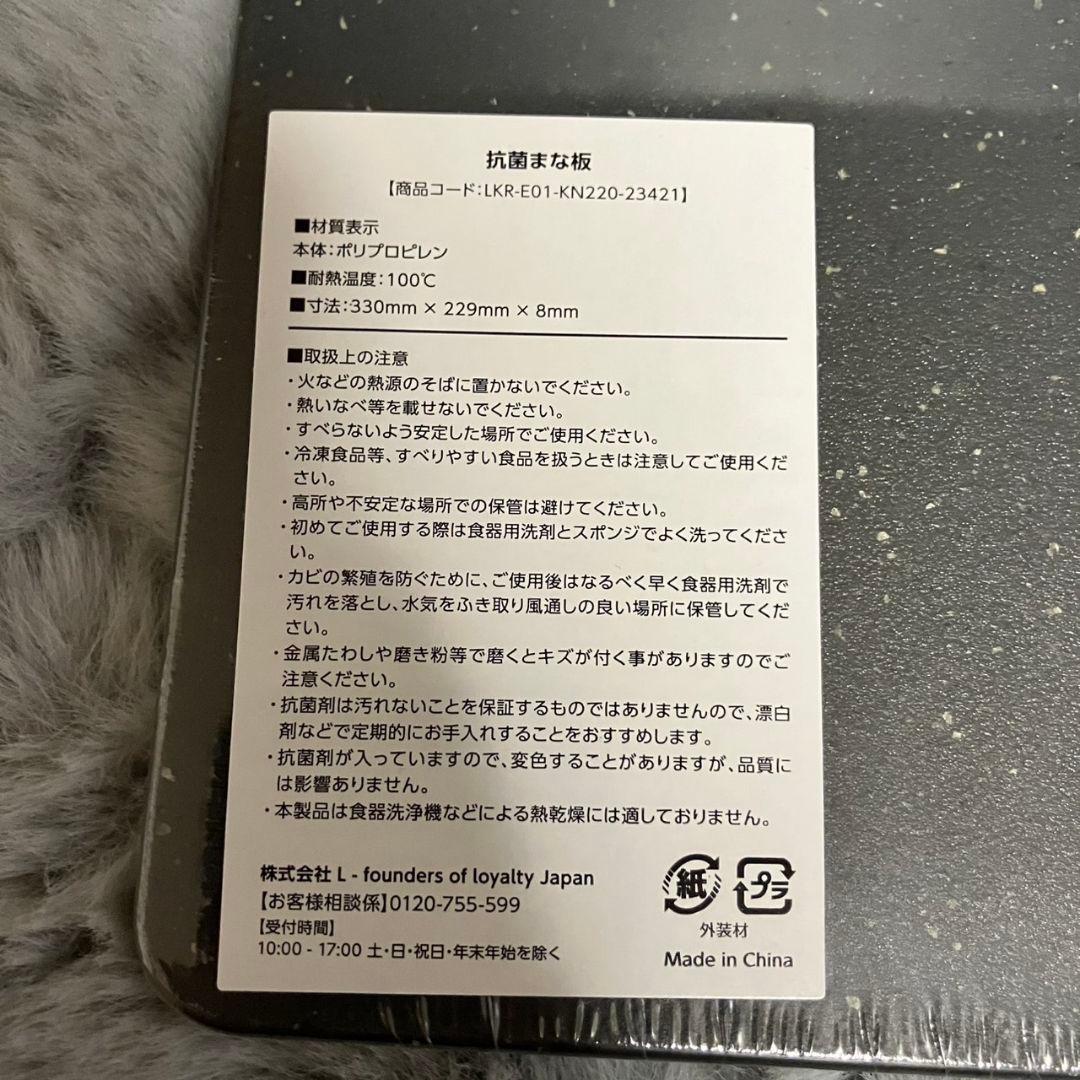 抗菌まな板
【商品コード:LKR-E01-KN220-23421】
■材質表示
本体:ポリプロピレン
■耐熱温度:100℃
■寸法:330mm × 229mm × 8mm
■取扱上の注意
・火などの熱源のそばに置かないでください。
・熱いなべ等を載せないでください。
・すべらないよう安定した場所でご使用ください。
・冷凍食品等、すべりやすい食品を扱うときは注意してご使用くだ
さい。
・高所や不安定な場所での保管は避けてください。
・初めてご使用する際は食器用洗剤とスポンジでよく洗ってくださ
い。
・カビの繁殖を防ぐために、ご使用後はなるべく早く食器用洗剤で
汚れを落とし、水気をふき取り風通しの良い場所に保管してくだ
さい。
・金属たわしや磨き粉等で磨くとキズが付く事がありますのでご
注意ください。
・抗菌剤は汚れないことを保証するものではありませんので、漂白
剤などで定期的にお手入れすることをおすすめします。
・抗菌剤が入っていますので、変色することがありますが、品質に
は影響ありません。
・本製品は食器洗浄機などによる熱乾燥には適しておりません。
株式会社 L - founders of loyalty Japan
【お客様相談係】0120-755-599
【受付時間】
10:00 - 17:00 土・日・祝日・年末年始を除く
紙 プラ
外装材
Made in China